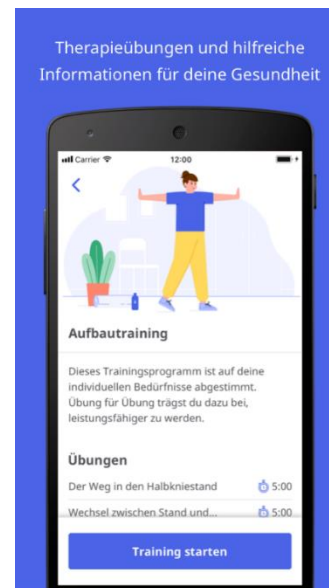 Therapieübungen und hilfreiche
Informationen für deine Gesundheit
Carrier
12:00
Aufbautraining
Dieses Trainingsprogramm ist auf deine
individuellen Bedürfnisse abgestimmt.
Übung für Übung trägst du dazu bei,
leistungsfähiger zu werden.
Übungen
Der Weg in den Halbkniestand 5:00
Wechsel zwischen Stand und... 5:00
Training starten